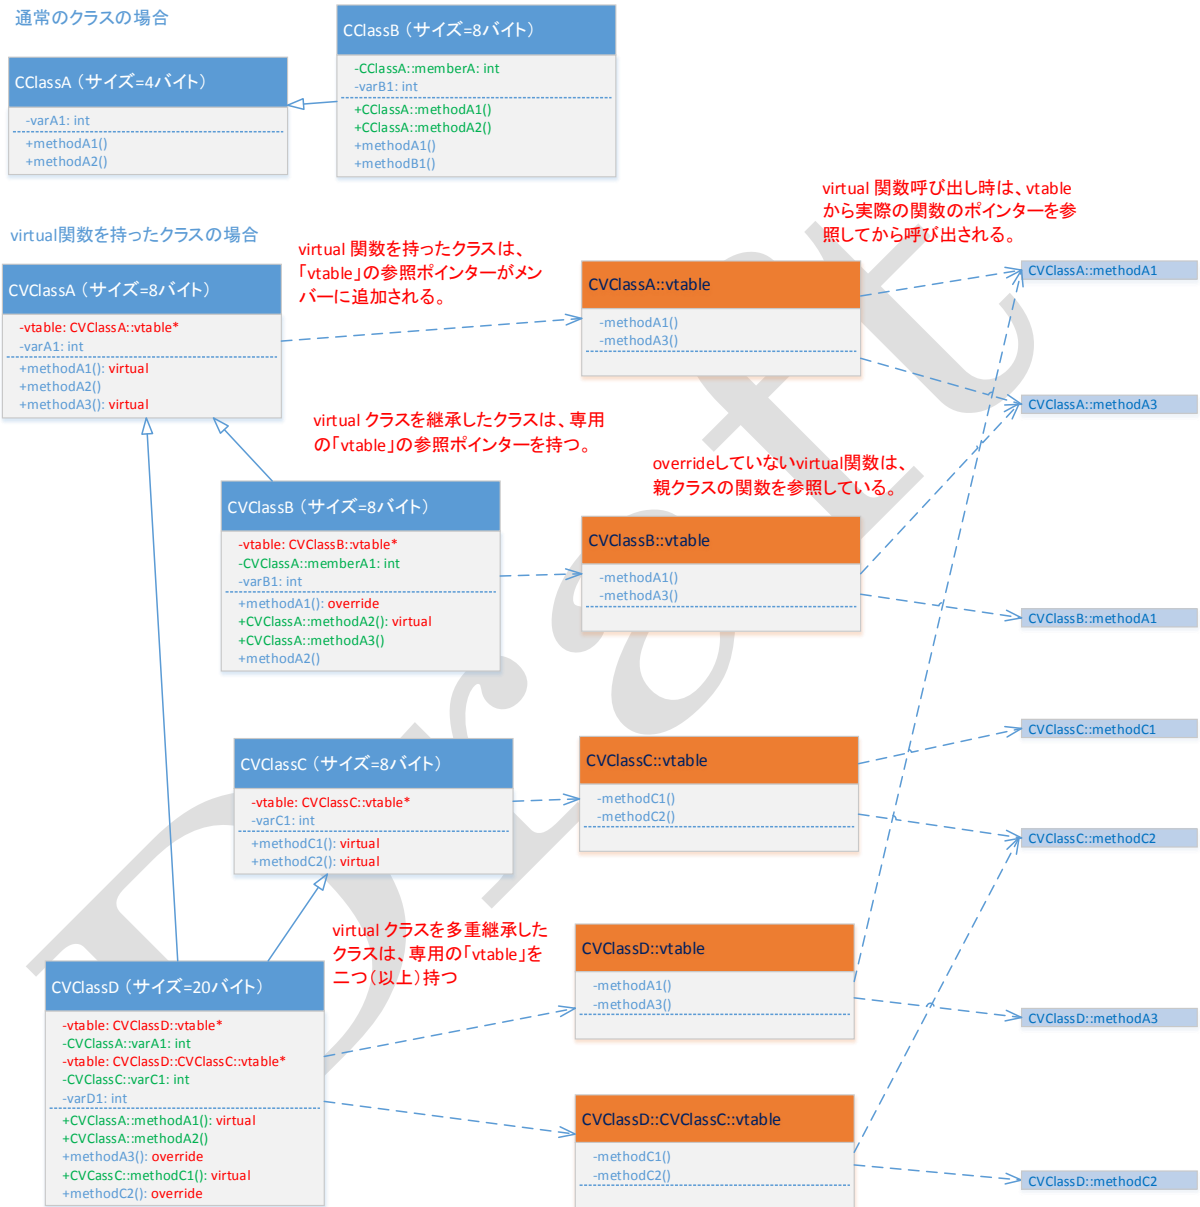 通常のクラスの場合
CClassA（サイズ=4バイト）
-varA1: int
+methodA1()
+methodA2()
CClassB（サイズ=8バイト）
-CClassA::memberA: int
-varB1: int
+CClassA::methodA1()
+CClassA::methodA2()
+methodA1()
+methodB1()
virtual関数を持ったクラスの場合
CVClassA（サイズ=8バイト）
-vtable: CVClassA::vtable*
-varA1: int
+methodA1(): virtual
+methodA2()
+methodA3(): virtual
virtual 関数を持ったクラスは、
「vtable」の参照ポインターがメン
バーに追加される。
CVClassA::vtable
-methodA1()
-methodA3()
virtual 関数呼び出し時は、vtable
から実際の関数のポインターを参
照してから呼び出される。
CVClassA::methodA1
CVClassA::methodA3
virtual クラスを継承したクラスは、専用
の「vtable」の参照ポインターを持つ。
overrideしていないvirtual関数は、
親クラスの関数を参照している。
CVClassB（サイズ=8バイト）
-vtable: CVClassB::vtable*
-CVClassA::memberA1: int
-varB1: int
+methodA1(): override
+CVClassA::methodA2(): virtual
+CVClassA::methodA3()
+methodA2()
CVClassB::vtable
-methodA1()
-methodA3()
CVClassB::methodA1
CVClassC（サイズ=8バイト）
-vtable: CVClassC::vtable*
-varC1: int
+methodC1(): virtual
+methodC2(): virtual
CVClassC::vtable
-methodC1()
-methodC2()
CVClassC::methodC1
CVClassC::methodC2
virtual クラスを多重継承した
クラスは、専用の「vtable」を
二つ（以上）持つ
CVClassD（サイズ=20バイト）
-vtable: CVClassD::vtable*
-CVClassA::varA1: int
-vtable: CVClassD::CVClassC::vtable*
-CVClassC::varC1: int
-varD1: int
+CVClassA::methodA1(): virtual
+CVClassA::methodA2()
+methodA3(): override
+CVCassC::methodC1(): virtual
+methodC2(): override
CVClassD::vtable
-methodA1()
-methodA3()
CVClassD::methodA3
CVClassD::CVClassC::vtable
-methodC1()
-methodC2()
CVClassD::methodC2
Draft